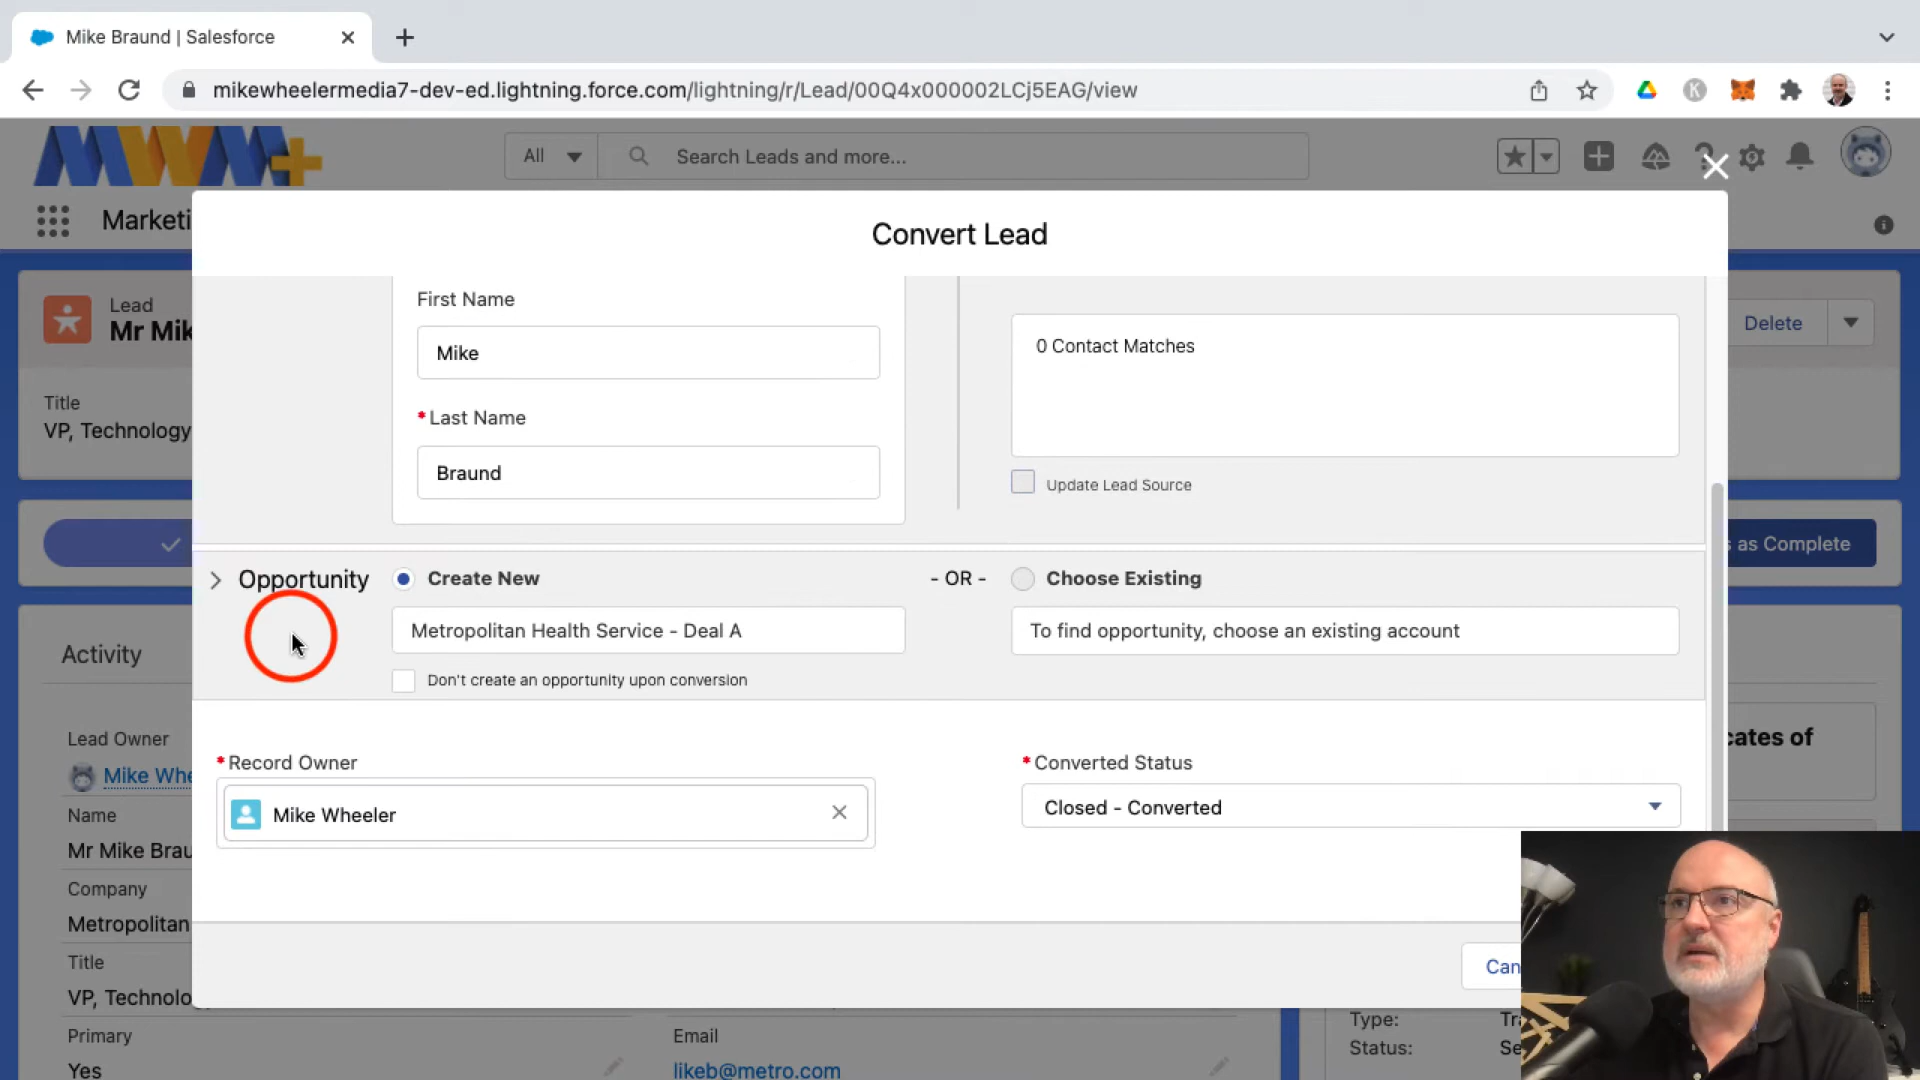 Mike Braund | Salesforce
mikewheelermedia7-dev-ed.lightning.force.com/lightning/r/Lead/00Q4x000002LCj5EAG/view
K
MWM+
All
Search Leads and more...
Marketi
Convert Lead
Lead
Mr Mik
Delete
Title
VP, Technology
First Name
Mike
*Last Name
Braund
0 Contact Matches
Update Lead Source
s as Complete
Opportunity
Create New
- OR -
Choose Existing
Metropolitan Health Service - Deal A
To find opportunity, choose an existing account
Don't create an opportunity upon conversion
Activity
Lead Owner
Mike Whe
cates of
*Record Owner
Mike Wheeler
*Converted Status
Closed - Converted
Name
Mr Mike Brau
Company
Metropolitan
Can
Title
VP, Technolo
Primary
Yes
Email
likeb@metro.com
Type:
Tr
Status:
Se